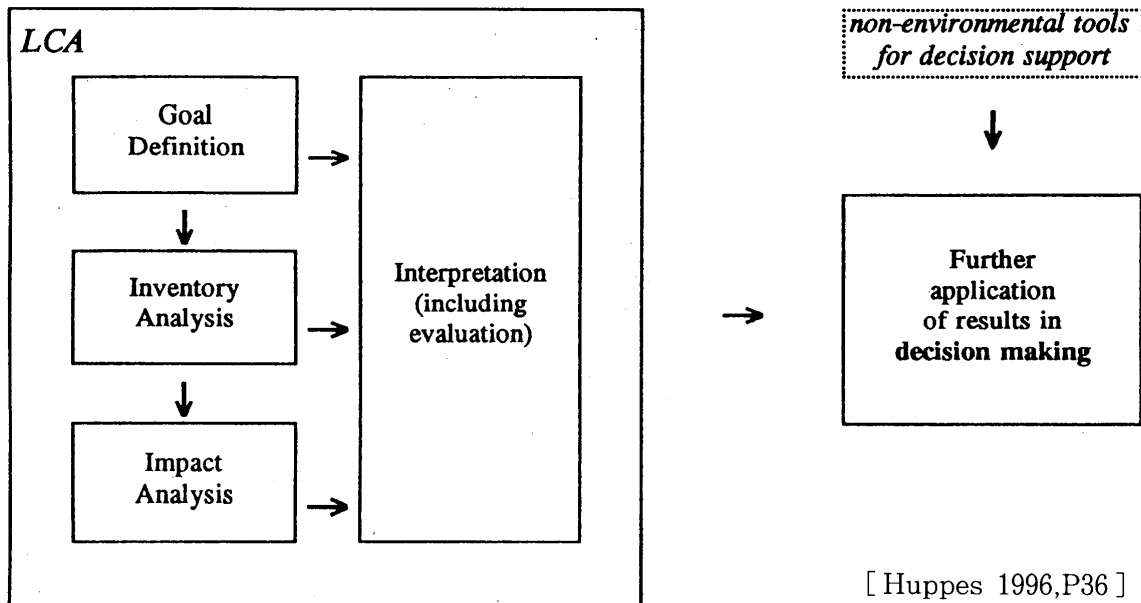 LCA
Goal
Definition
Inventory
Analysis
Impact
Analysis
Interpretation
(including
evaluation)
non-environmental tools
for decision support
Further
application
of results in
decision making
[ Huppes 1996,P36 ]